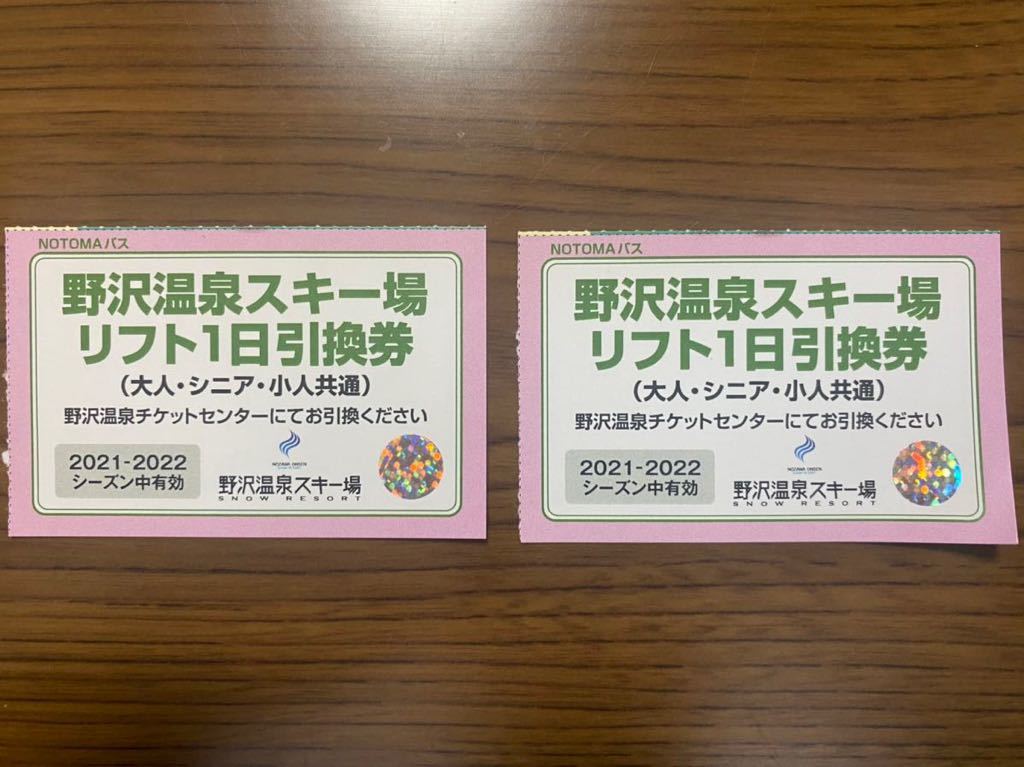 NOTOMAパス
野沢温泉スキー場
リフト1日引換券
(大人・シニア・小人共通)
野沢温泉チケットセンターにてお引換ください
2021-2022
シーズン中有効
NOZAWA ONSEN
野沢温泉スキー場
SNOW RESORT
NOTOMAパス
野沢温泉スキー場
リフト1日引換券
(大人・シニア・小人共通)
野沢温泉チケットセンターにてお引換ください
2021-2022
シーズン中有効
NOZAWA ONSEN
野沢温泉スキー場
SNOW RESORT